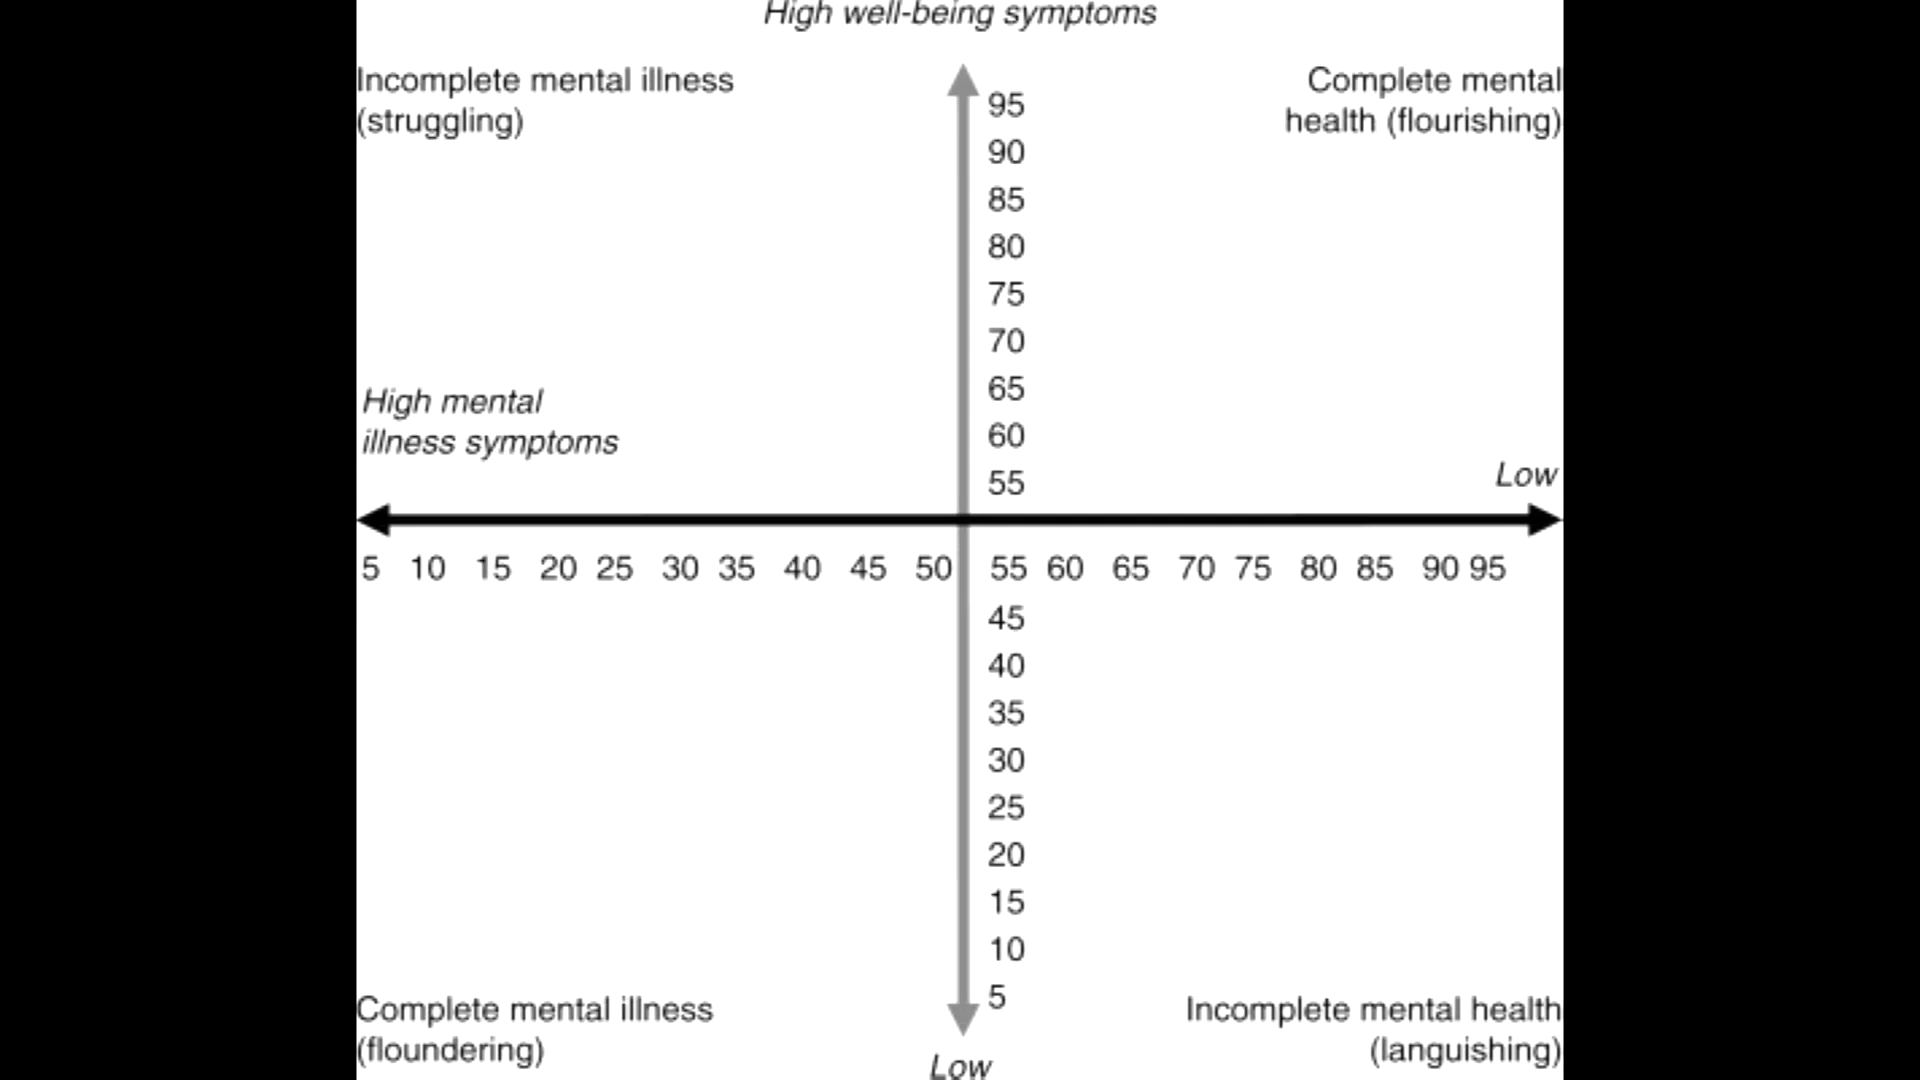 High well-being symptoms
Incomplete mental illness
(struggling)
Complete mental
health (flourishing)
95
90
85
80
75
70
65
60
55
High mental
illness symptoms
Low
5 10 15 20 25 30 35 40 45 50 55 60 65 70 75 80 85 90 95
45
40
35
30
25
20
15
10
5
Complete mental illness
(floundering)
Incomplete mental health
(languishing)
Low